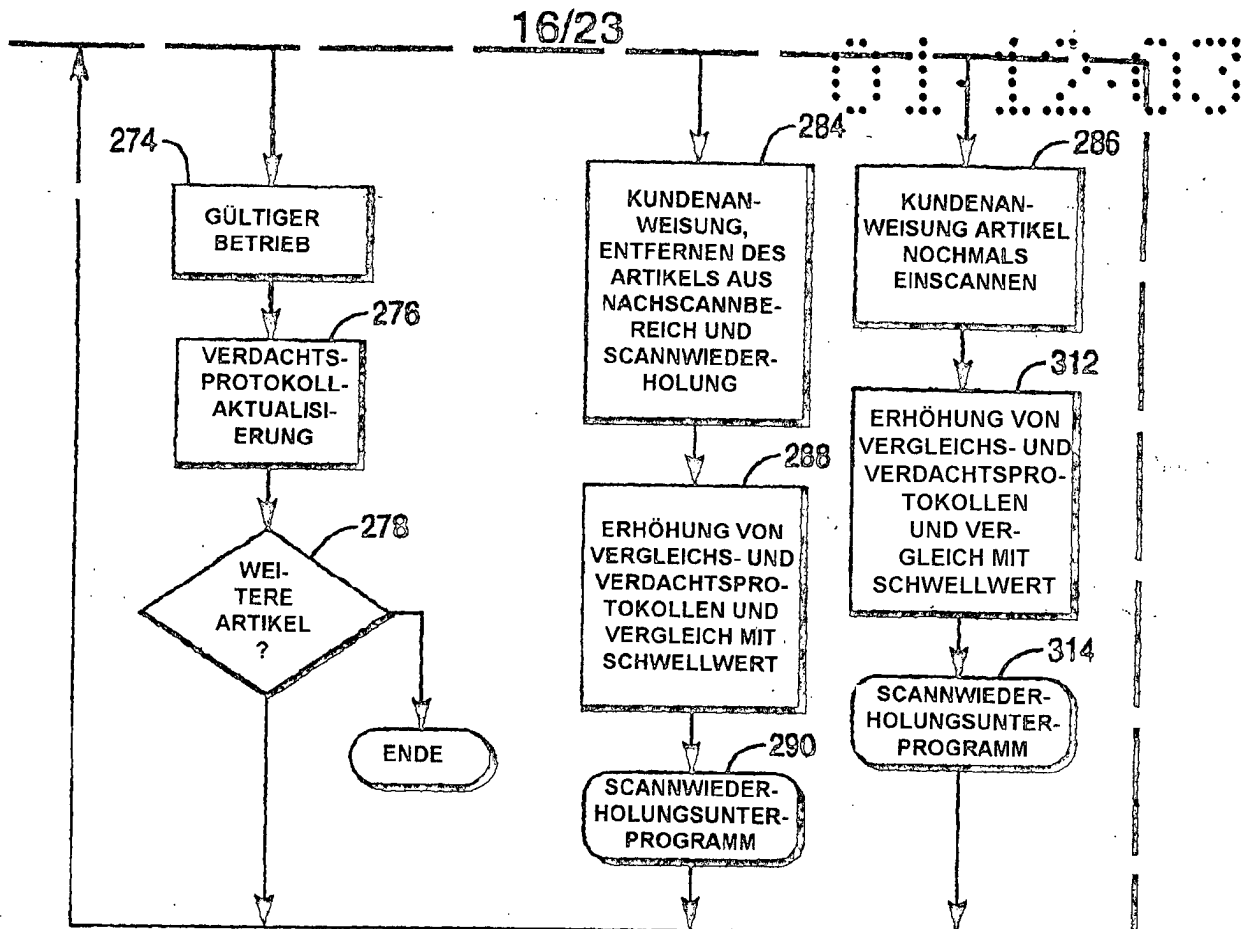 16/23
01-12-03
274
GÜLTIGER
BETRIEB
276
VERDACHTS-
PROTOKOLL-
AKTUALISI-
ERUNG
278
WEI-
TERE
ARTIKEL
?
ENDE
284
KUNDENAN-
WEISUNG,
ENTFERNEN DES
ARTIKELS AUS
NACHSCANNBE-
REICH UND
SCANNWIEDER-
HOLUNG
288
ERHÖHUNG VON
VERGLEICHS- UND
VERDACHTSPRO-
TOKOLLEN UND
VERGLEICH MIT
SCHWELLWERT
290
SCANNWIEDER-
HOLUNGSUNTER-
PROGRAMM
286
KUNDENAN-
WEISUNG ARTIKEL
NOCHMALS
EINSCANNEN
312
ERHÖHUNG VON
VERGLEICHS- UND
VERDACHTSPRO-
TOKOLLEN
UND VER-
GLEICH MIT
SCHWELLWERT
314
SCANNWIEDER-
HOLUNGSUNTER-
PROGRAMM